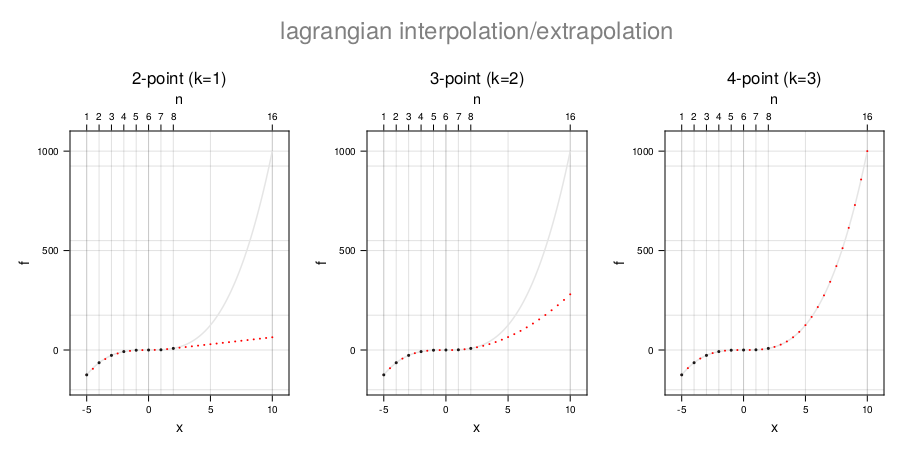 lagrangian interpolation/extrapolation
2-point (k=1)
n
1 2 3 4 5 6 7 8 16
1000
500
0
f
-5 0 5 10
x
3-point (k=2)
n
1 2 3 4 5 6 7 8 16
1000
500
0
f
-5 0 5 10
x
4-point (k=3)
n
1 2 3 4 5 6 7 8 16
1000
500
0
f
-5 0 5 10
x